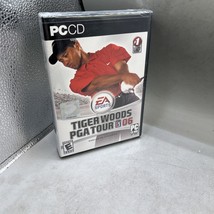 PC CD
EA
SPORTS
TIGER WOODS
PGA TOUR 06
E